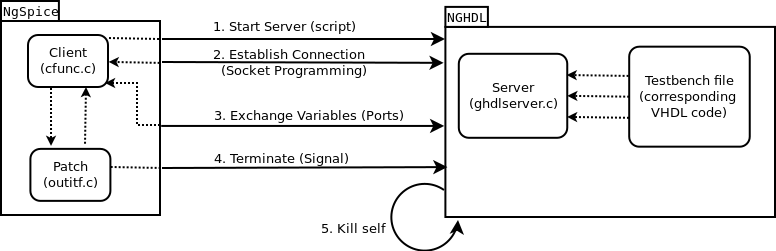 NgSpice
Client
(cfunc.c)
Patch
(outitf.c)
1. Start Server (script)
2. Establish Connection
(Socket Programming)
3. Exchange Variables (Ports)
4. Terminate (Signal)
5. Kill self
NGHDL
Server
(ghdlserver.c)
Testbench file
(corresponding
VHDL code)